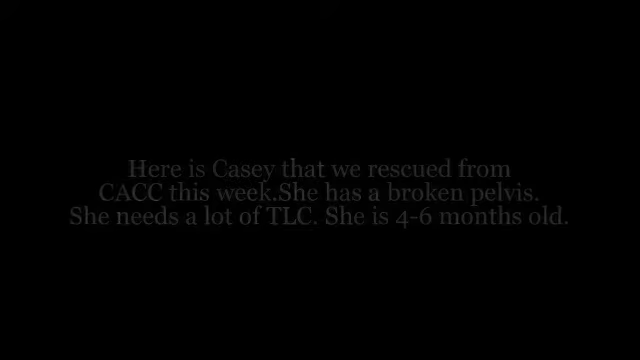 Here is Casey that we rescued from
CACC this week.She has a broken pelvis.
She needs a lot of TLC. She is 4-6 months old.